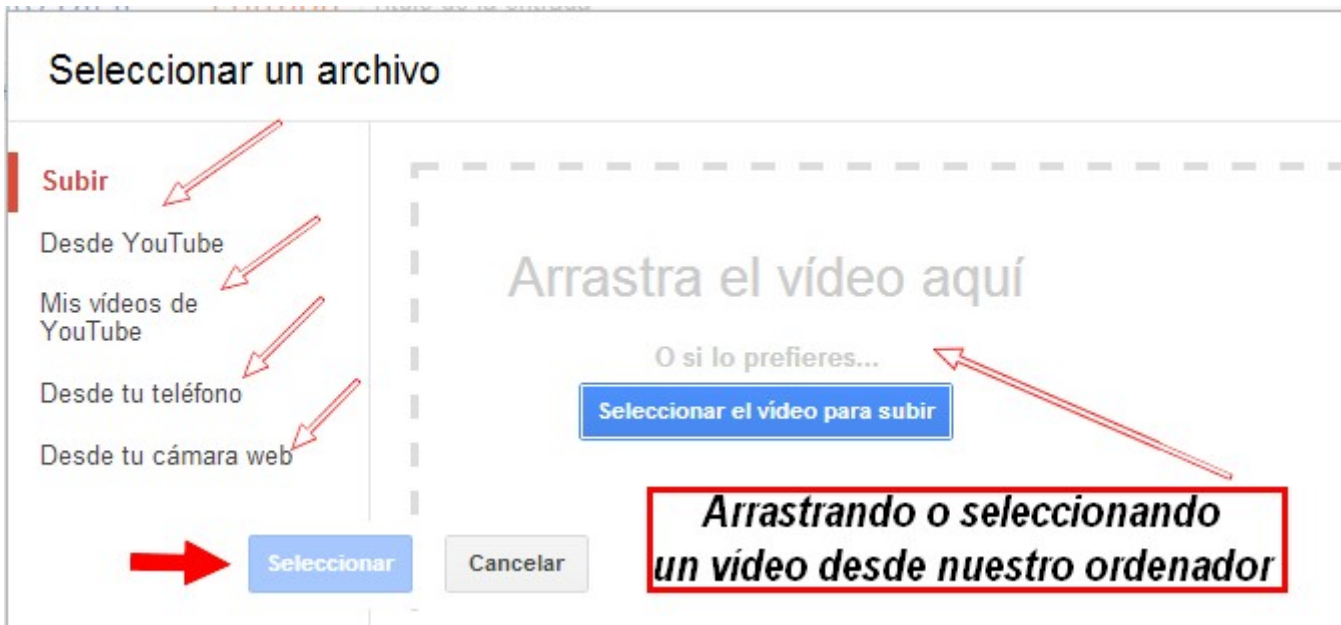 Seleccionar un archivo
Subir
Desde YouTube
Mis vídeos de
YouTube
Desde tu teléfono
Desde tu cámara web
Arrastra el vídeo aquí
O si lo prefieres...
Seleccionar el vídeo para subir
Arrastrando o seleccionando
un vídeo desde nuestro ordenador
Seleccionar
Cancelar